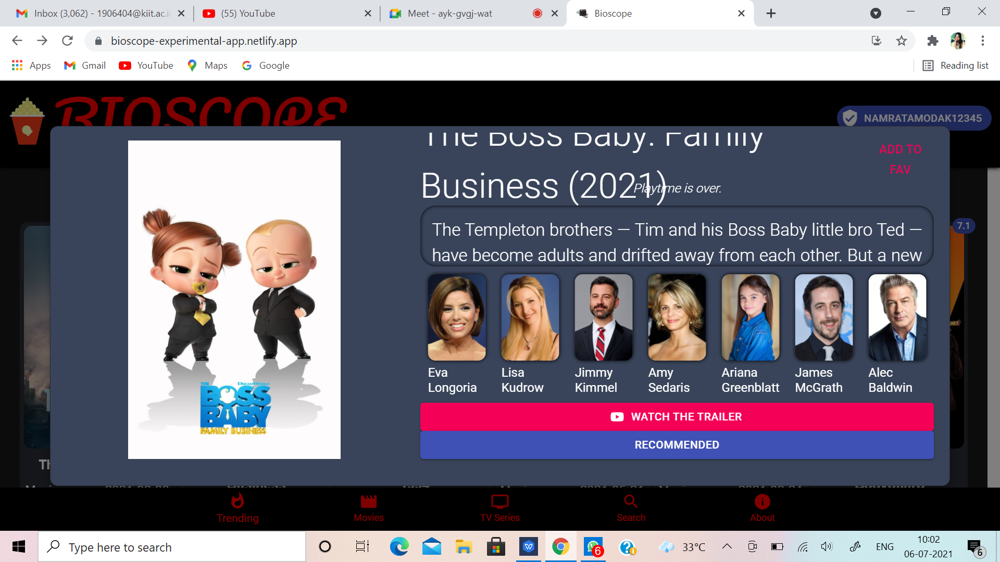 Inbox (3,062) - 1906404@kiit.ac.i
(55) YouTube
Meet - ayk-gvgj-wat
Bioscope
bioscope-experimental-app.netlify.app
Apps
Gmail
YouTube
Maps
Google
Reading list
BIOSCOPE
NAMRATAMODAK12345
The Boss Baby: Family
Business (2021)
Playtime is over.
ADD TO
FAV
The Templeton brothers — Tim and his Boss Baby little bro Ted —
have become adults and drifted away from each other. But a new
7.1
THE
DREAMWORKS
BOSS
BABY
FAMILY BUSINESS
Eva
Longoria
Lisa
Kudrow
Jimmy
Kimmel
Amy
Sedaris
Ariana
Greenblatt
James
McGrath
Alec
Baldwin
WATCH THE TRAILER
RECOMMENDED
Trending
Movies
TV Series
Search
About
Type here to search
6
33°C
ENG
10:02
06-07-2021
6